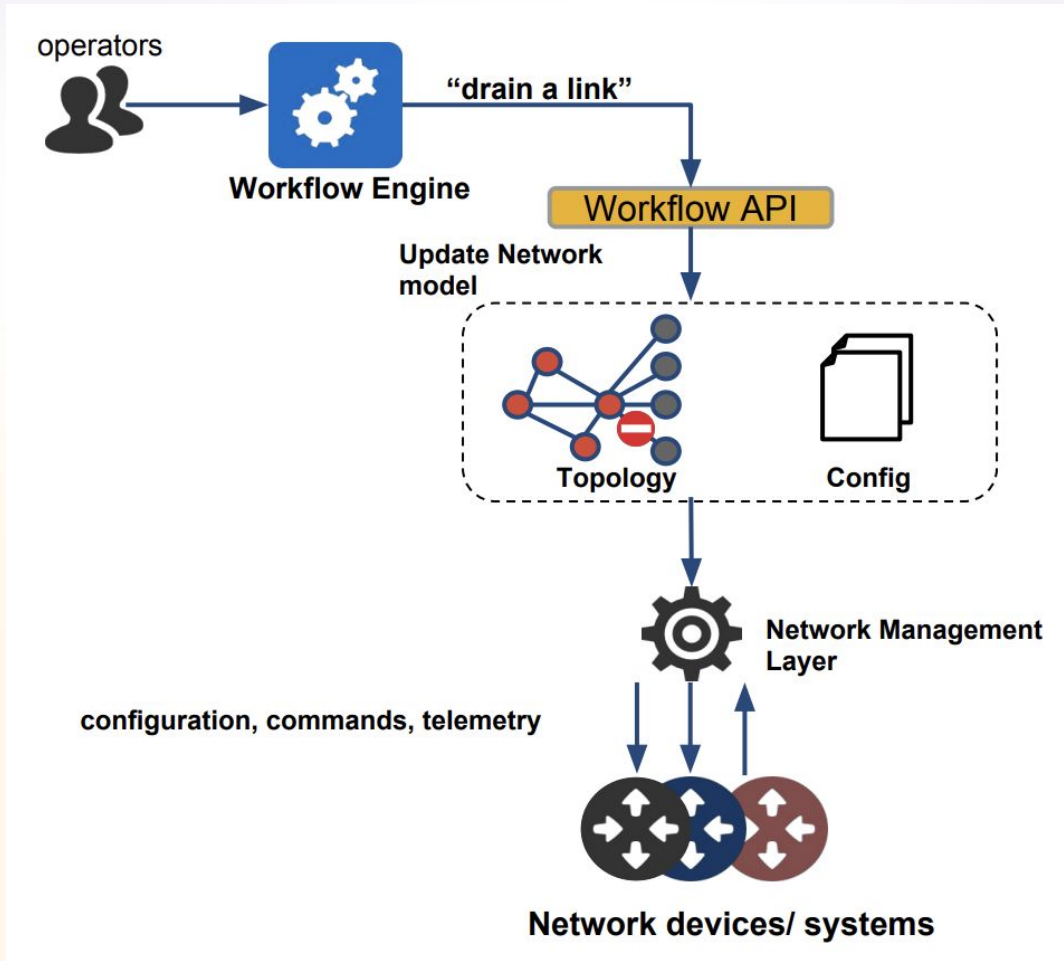 operators
“drain a link”
Workflow Engine
Workflow API
Update Network
model
Topology
Config
Network Management
Layer
configuration, commands, telemetry
Network devices/ systems